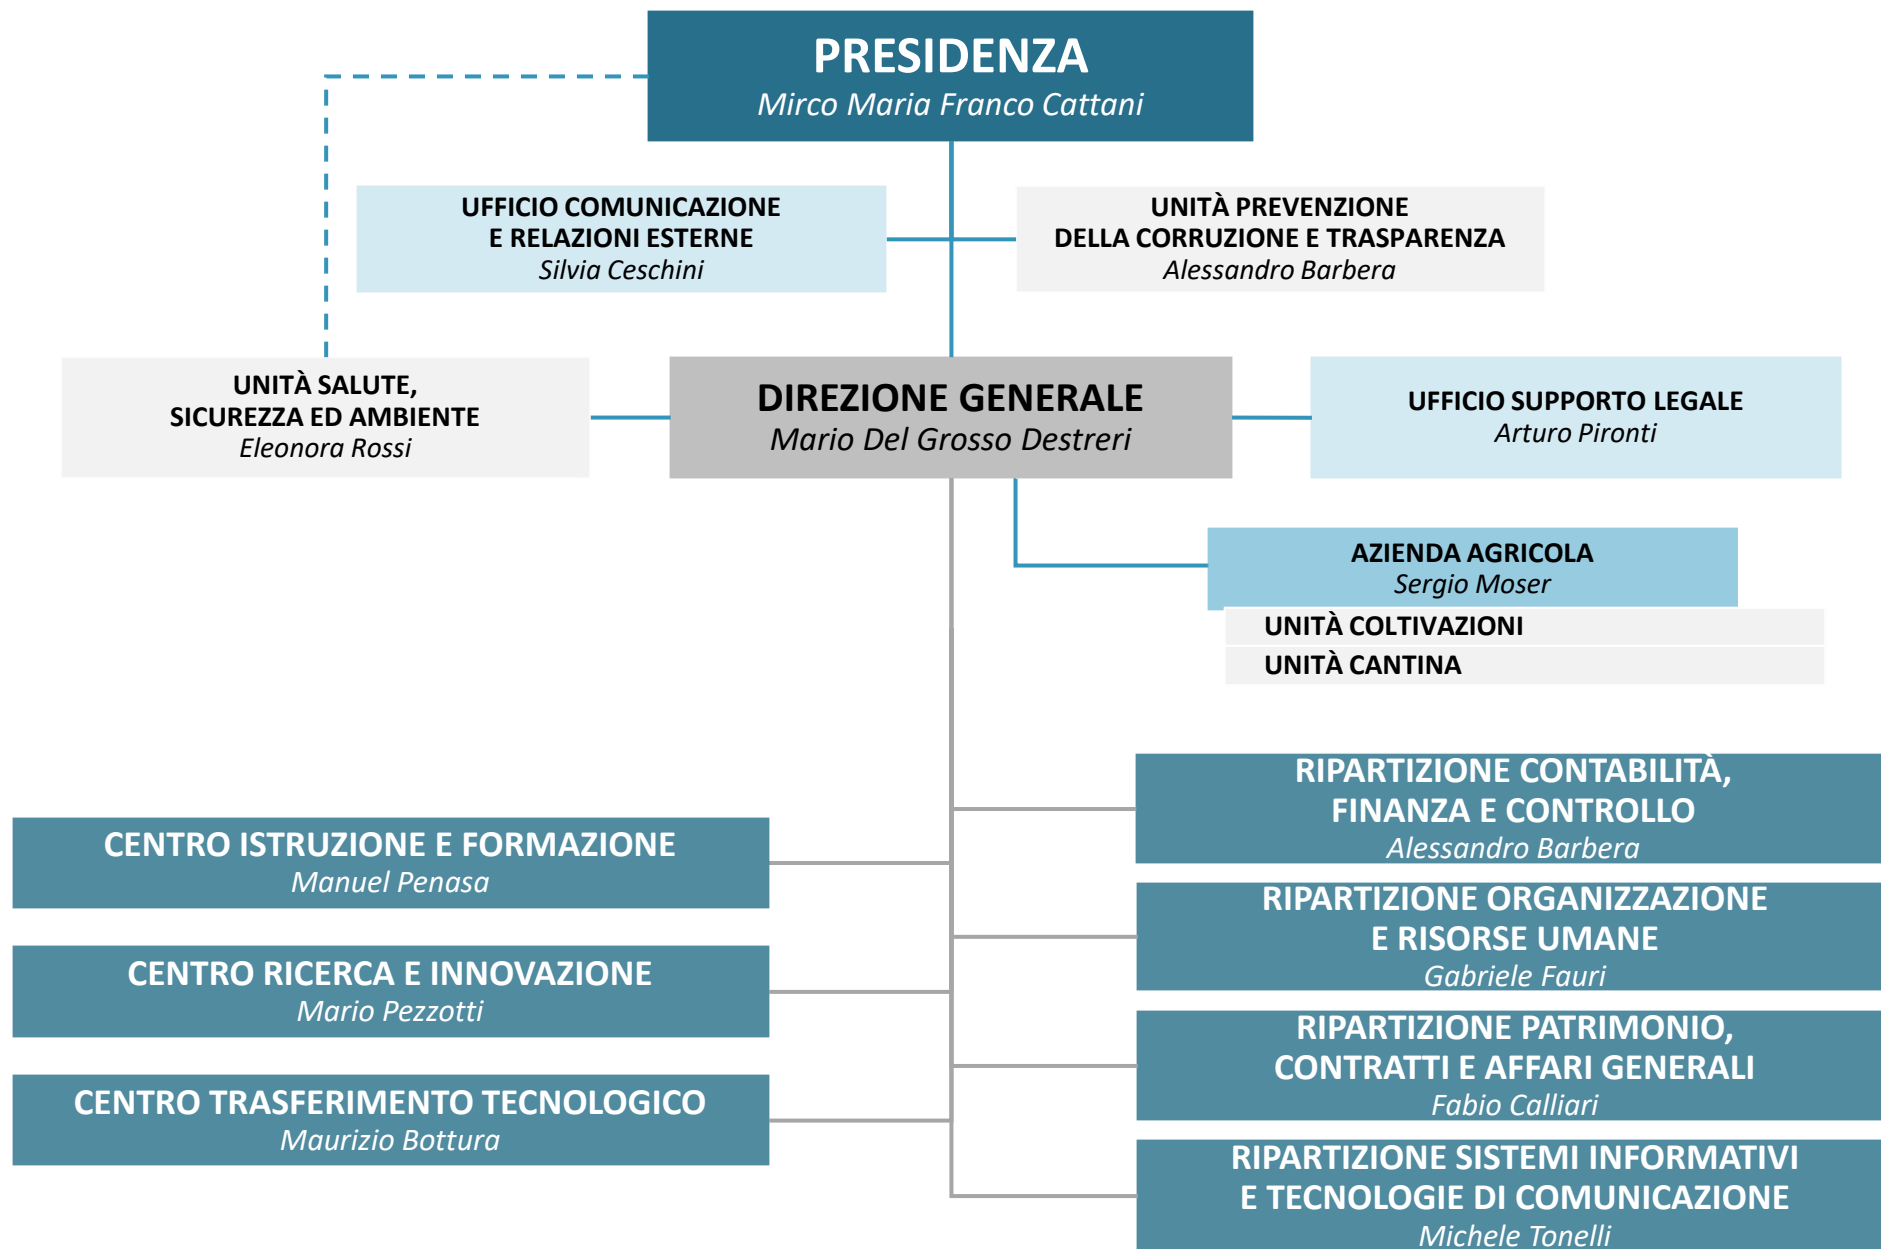 PRESIDENZA
Mirco Maria Franco Cattani
UFFICIO COMUNICAZIONE
E RELAZIONI ESTERNE
Silvia Ceschini
UNITÀ PREVENZIONE
DELLA CORRUZIONE E TRASPARENZA
Alessandro Barbera
UNITÀ SALUTE,
SICUREZZA ED AMBIENTE
Eleonora Rossi
DIREZIONE GENERALE
Mario Del Grosso Destreri
UFFICIO SUPPORTO LEGALE
Arturo Pironti
AZIENDA AGRICOLA
Sergio Moser
UNITÀ COLTIVAZIONI
UNITÀ CANTINA
CENTRO ISTRUZIONE E FORMAZIONE
Manuel Penasa
CENTRO RICERCA E INNOVAZIONE
Mario Pezzotti
CENTRO TRASFERIMENTO TECNOLOGICO
Maurizio Bottura
RIPARTIZIONE CONTABILITÀ,
FINANZA E CONTROLLO
Alessandro Barbera
RIPARTIZIONE ORGANIZZAZIONE
E RISORSE UMANE
Gabriele Fauri
RIPARTIZIONE PATRIMONIO,
CONTRATTI E AFFARI GENERALI
Fabio Calliari
RIPARTIZIONE SISTEMI INFORMATIVI
E TECNOLOGIE DI COMUNICAZIONE
Michele Tonelli